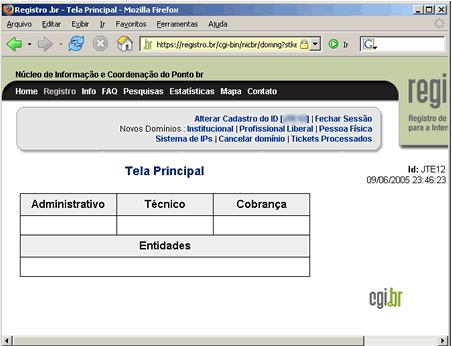 Registro .br - Tela Principal - Mozilla Firefox
Arquivo Editar Exibir Ir Favoritos Ferramentas Ajuda
https://registro.br/cgi-bin/nicbr/domng?stke Ir
Núcleo de Informação e Coordenação do Ponto br
Home Registro Info FAQ Pesquisas Estatísticas Mapa Contato
regi
Registro de
para a Intern
Alterar Cadastro do ID [ ] | Fechar Sessão
Novos Domínios : Institucional | Profissional Liberal | Pessoa Física
Sistema de IPs | Cancelar domínio | Tickets Processados
Tela Principal
Id: JTE12
09/06/2005 23:46:23
Administrativo Técnico Cobrança
Entidades
cgi.br